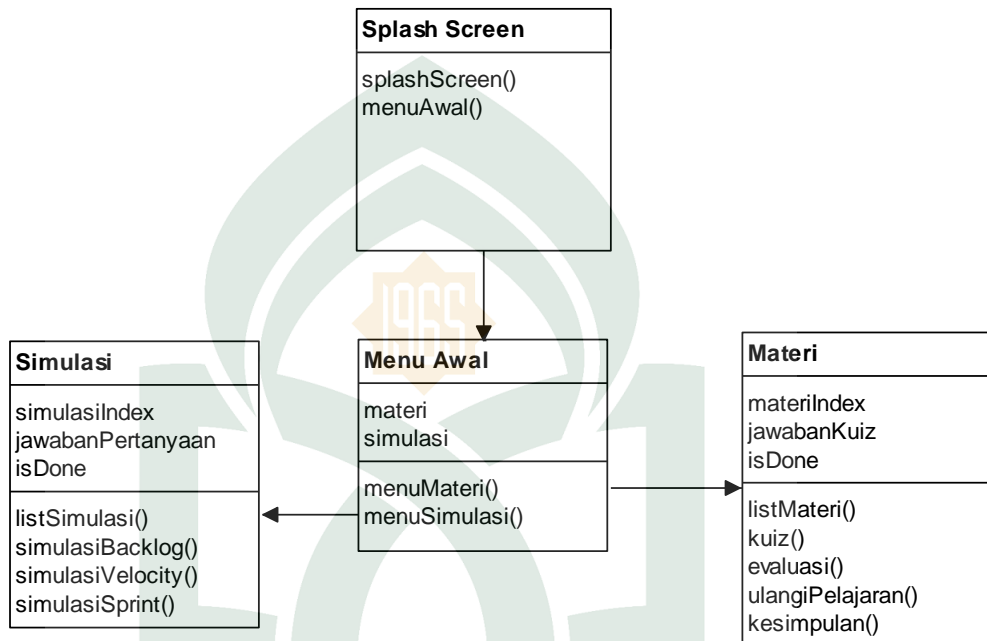 Splash Screen
splashScreen()
menuAwal()
1965
Simulasi
simulasiIndex
jawabanPertanyaan
isDone
listSimulasi()
simulasiBacklog()
simulasiVelocity()
simulasiSprint()
Menu Awal
materi
simulasi
menuMateri()
menuSimulasi()
Materi
materiIndex
jawabanKuiz
isDone
listMateri()
kuiz()
evaluasi()
ulangiPelajaran()
kesimpulan()